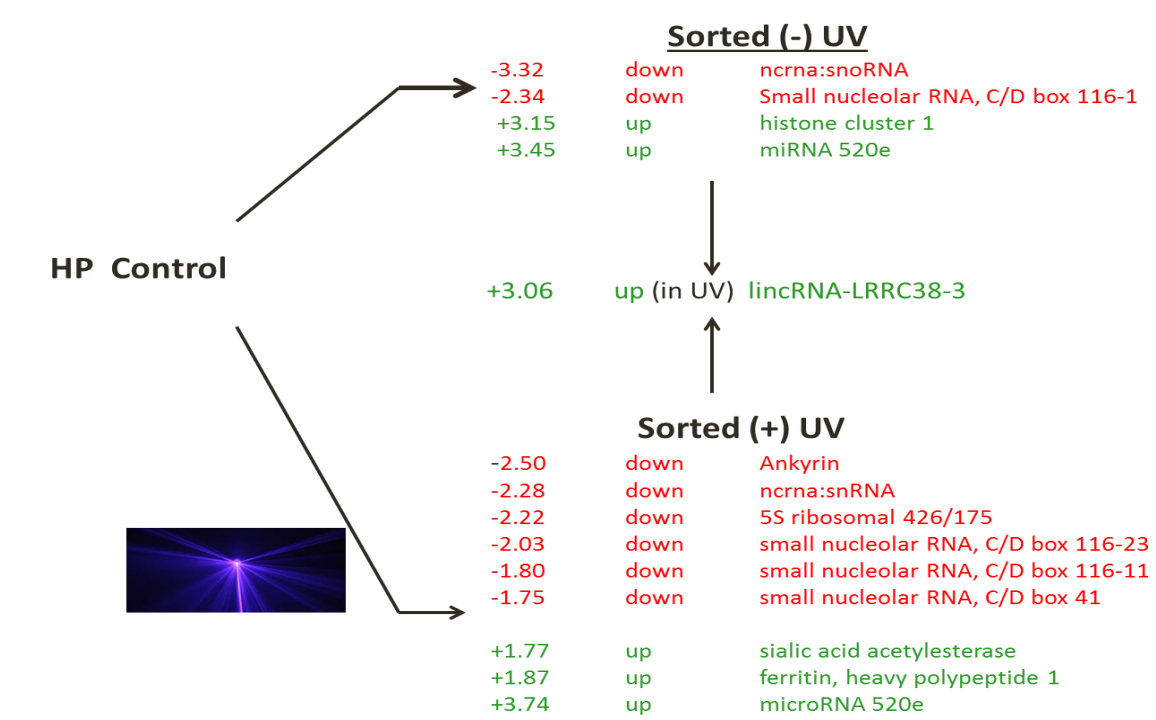 Sorted (-) UV
-3.32 down ncrna:snoRNA
-2.34 down Small nucleolar RNA, C/D box 116-1
+3.15 up histone cluster 1
+3.45 up miRNA 520e
HP Control
+3.06 up (in UV) lincRNA-LRRC38-3
Sorted (+) UV
-2.50 down Ankyrin
-2.28 down ncrna:snRNA
-2.22 down 5S ribosomal 426/175
-2.03 down small nucleolar RNA, C/D box 116-23
-1.80 down small nucleolar RNA, C/D box 116-11
-1.75 down small nucleolar RNA, C/D box 41
+1.77 up sialic acid acetylesterase
+1.87 up ferritin, heavy polypeptide 1
+3.74 up microRNA 520e